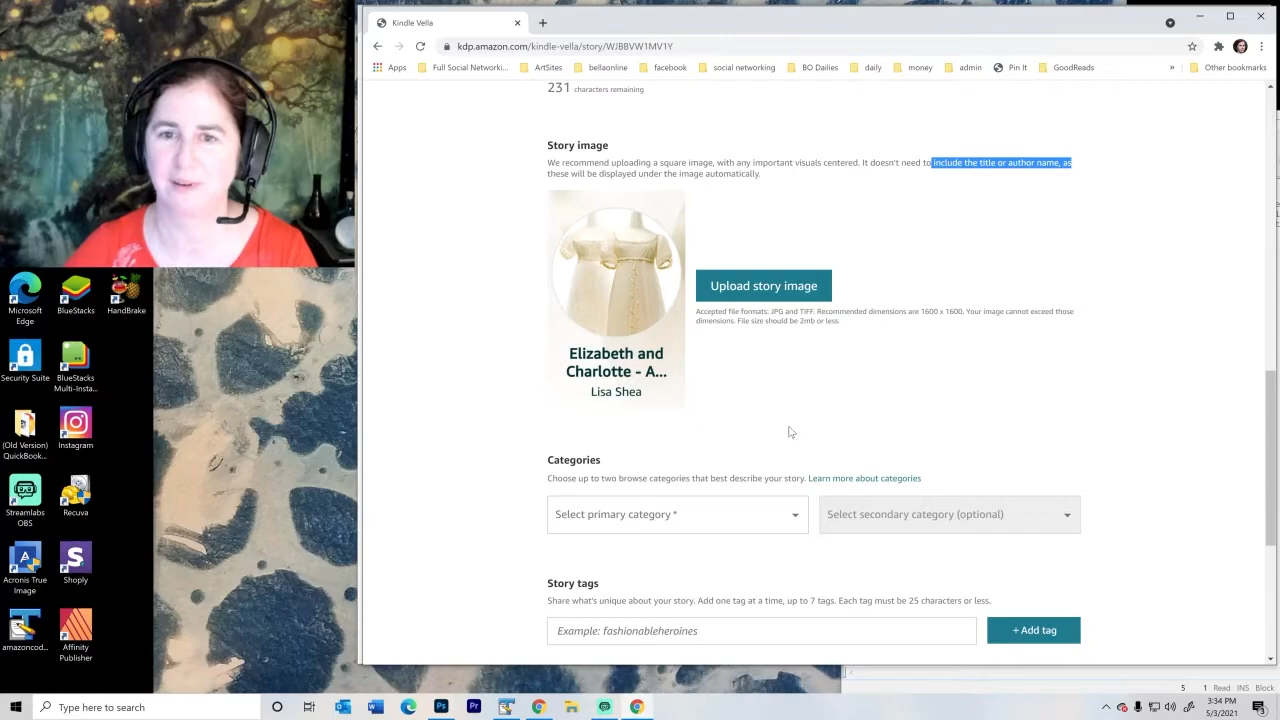 Kindle Vella
kdp.amazon.com/kindle-vella/story/WJBBVW1MV1Y
Apps
Full Social Networki...
ArtSites
bellaonline
facebook
social networking
BO Dailies
daily
money
admin
Pin It
GoodReads
»
Other bookmarks
231 characters remaining
Story image
We recommend uploading a square image, with any important visuals centered. It doesn't need to include the title or author name, as
these will be displayed under the image automatically.
Upload story image
Accepted file formats: JPG and TIFF. Recommended dimensions are 1600 x 1600. Your image cannot exceed those
dimensions. File size should be 2mb or less.
Elizabeth and
Charlotte - A...
Lisa Shea
Categories
Choose up to two browse categories that best describe your story. Learn more about categories
Select primary category *
Select secondary category (optional)
Story tags
Share what's unique about your story. Add one tag at a time, up to 7 tags. Each tag must be 25 characters or less.
Example: fashionableheroines
+ Add tag
Microsoft
Edge
BlueStacks
HandBrake
Security Suite
BlueStacks
Multi-Insta...
(Old Version)
QuickBook...
Instagram
Streamlabs
OBS
Recuva
Acronis True
Image
Shoply
amazoncod...
Affinity
Publisher
5 1 Read INS Block
Type here to search
3:34 PM
5/3/2021